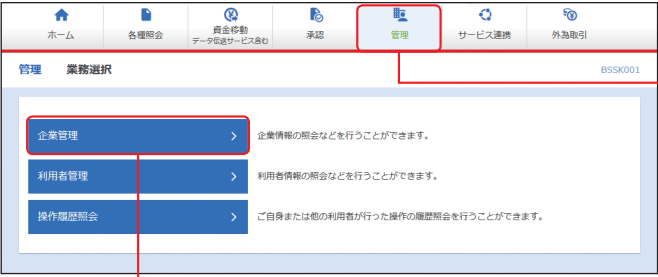 ホーム
各種照会
資金移動
データ伝送サービス含む
承認
管理
サービス連携
外為取引
管理 業務選択
BSSK001
企業管理
企業情報の照会などを行うことができます。
利用者管理
利用者情報の照会などを行うことができます。
操作履歴照会
ご自身または他の利用者が行った操作の履歴照会を行うことができます。